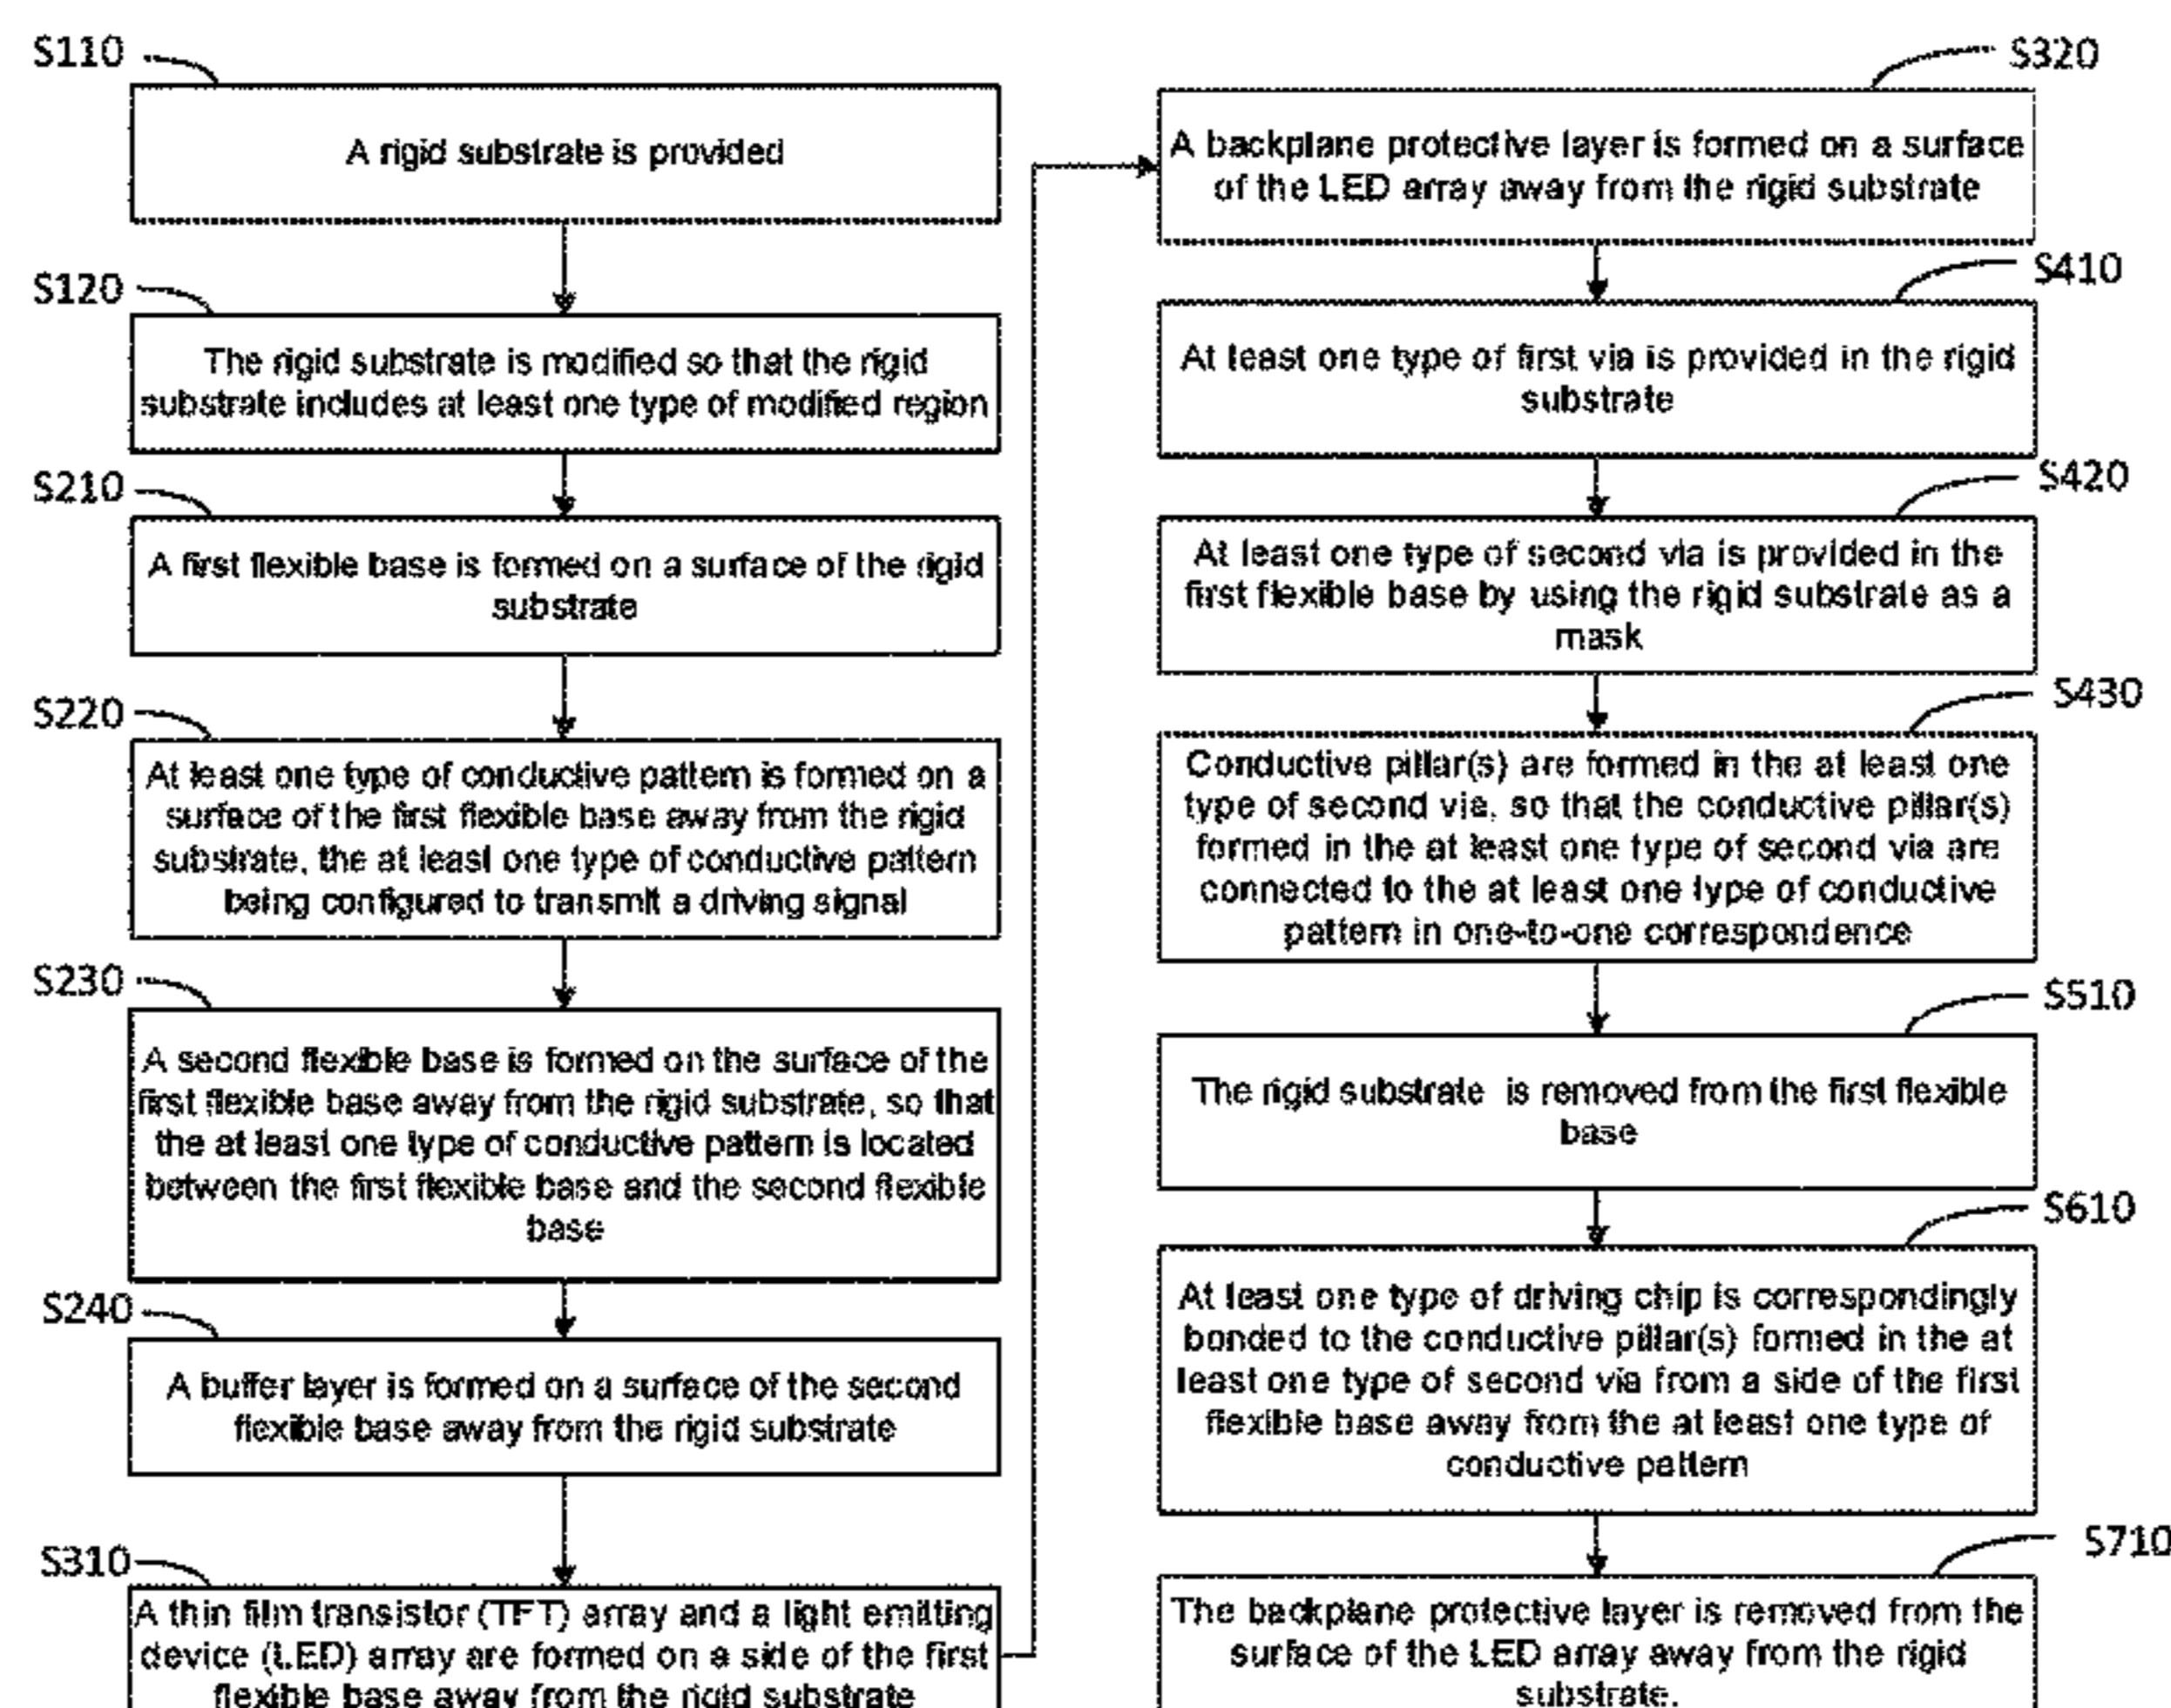 S110
A rigid substrate is provided
S120
The rigid substrate is modified so that the rigid
substrate includes at least one type of modified region
S210
A first flexible base is formed on a surface of the rigid
substrate
S220
At least one type of conductive pattern is formed on a
surface of the first flexible base away from the rigid
substrate, the at least one type of conductive pattern
being configured to transmit a driving signal
S230
A second flexible base is formed on the surface of the
first flexible base away from the rigid substrate, so that
the at least one type of conductive pattern is located
between the first flexible base and the second flexible
base
S240
A buffer layer is formed on a surface of the second
flexible base away from the rigid substrate
S310
A thin film transistor (TFT) array and a light emitting
device (LED) array are formed on a side of the first
flexible base away from the rigid substrate
S320
A backplane protective layer is formed on a surface
of the LED array away from the rigid substrate
S410
At least one type of first via is provided in the rigid
substrate
S420
At least one type of second via is provided in the
first flexible base by using the rigid substrate as a
mask
S430
Conductive pillar(s) are formed in the at least one
type of second via, so that the conductive pillar(s)
formed in the at least one type of second via are
connected to the at least one type of conductive
pattern in one-to-one correspondence
S510
The rigid substrate is removed from the first flexible
base
S610
At least one type of driving chip is correspondingly
bonded to the conductive pillar(s) formed in the at
least one type of second via from a side of the first
flexible base away from the at least one type of
conductive pattern
S710
The backplane protective layer is removed from the
surface of the LED array away from the rigid
substrate.